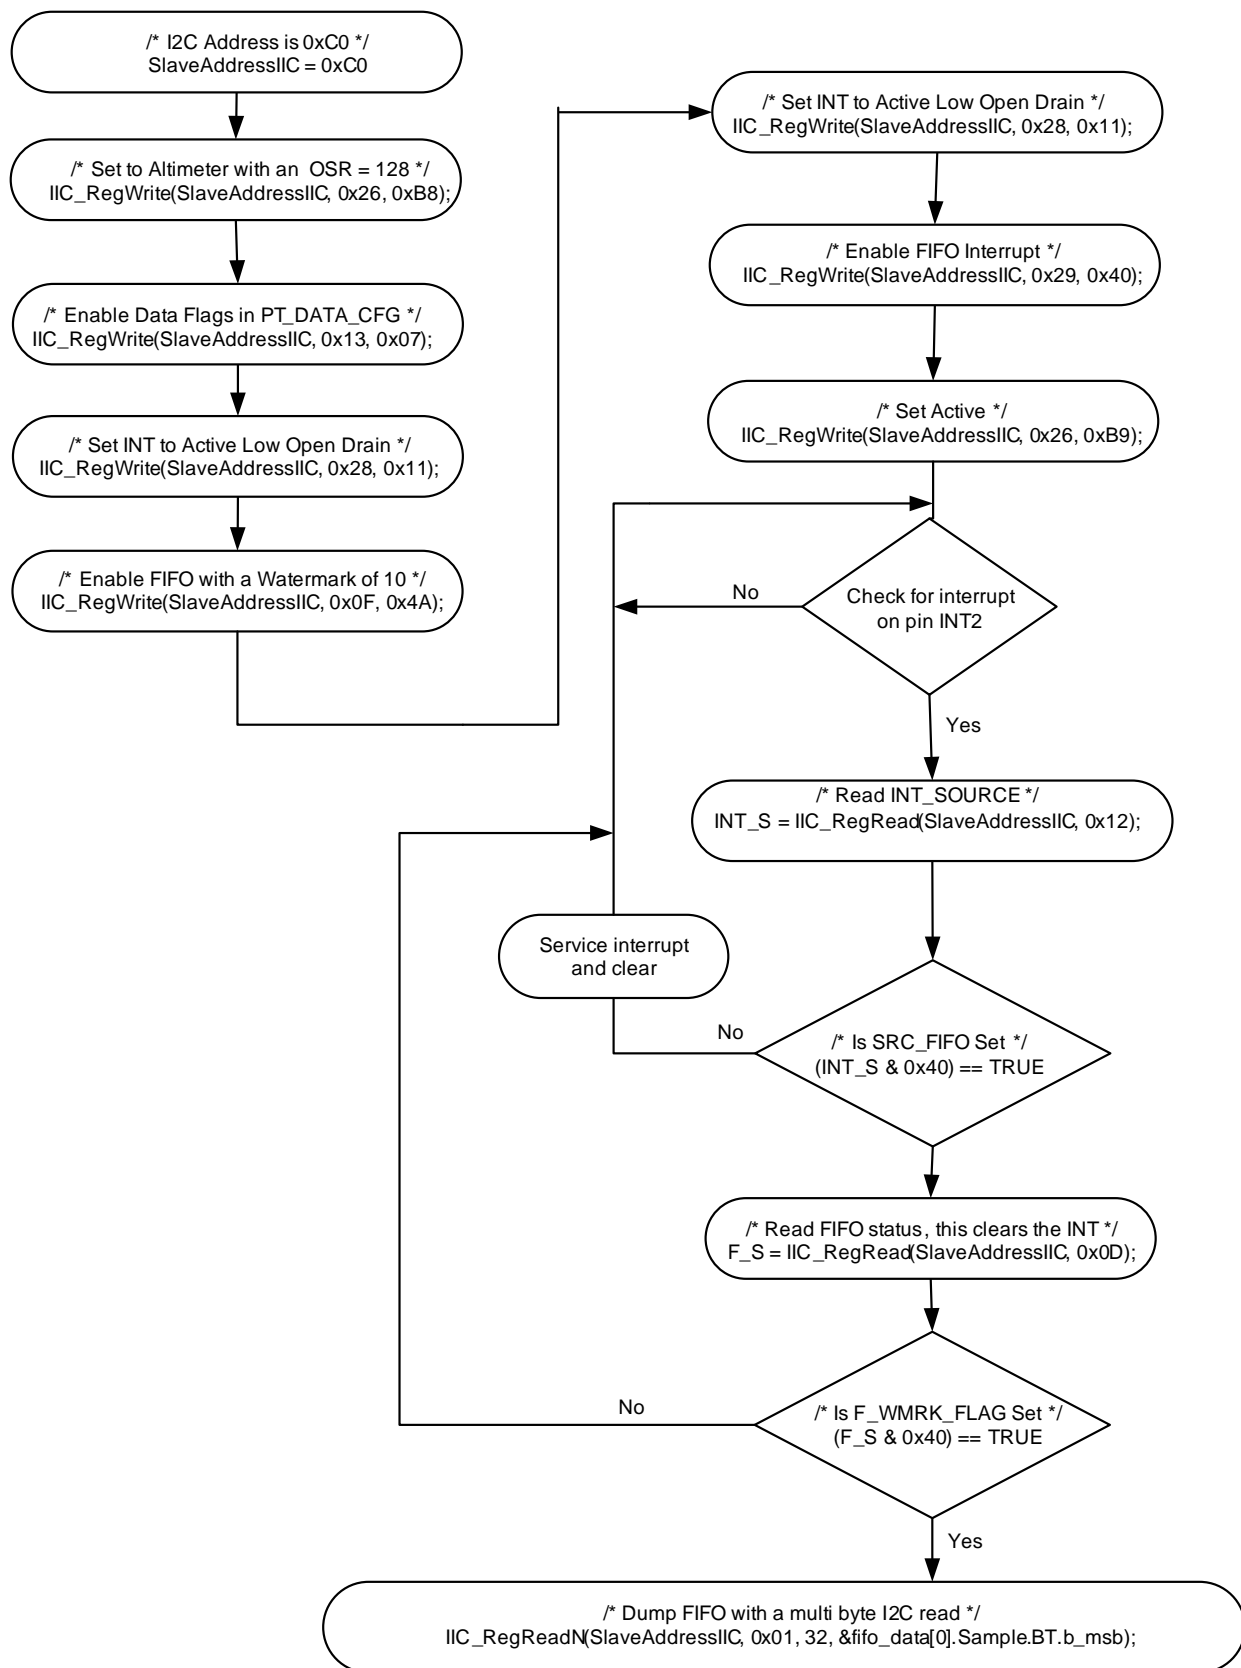 /* I2C Address is 0xC0 */
SlaveAddressIIC = 0xC0
/* Set to Altimeter with an OSR = 128 */
IIC_RegWrite(SlaveAddressIIC, 0x26, 0xB8);
/* Enable Data Flags in PT_DATA_CFG */
IIC_RegWrite(SlaveAddressIIC, 0x13, 0x07);
/* Set INT to Active Low Open Drain */
IIC_RegWrite(SlaveAddressIIC, 0x28, 0x11);
/* Enable FIFO with a Watermark of 10 */
IIC_RegWrite(SlaveAddressIIC, 0x0F, 0x4A);
/* Set INT to Active Low Open Drain */
IIC_RegWrite(SlaveAddressIIC, 0x28, 0x11);
/* Enable FIFO Interrupt */
IIC_RegWrite(SlaveAddressIIC, 0x29, 0x40);
/* Set Active */
IIC_RegWrite(SlaveAddressIIC, 0x26, 0xB9);
No
Check for interrupt
on pin INT2
Yes
/* Read INT_SOURCE */
INT_S = IIC_RegRead(SlaveAddressIIC, 0x12);
Service interrupt
and clear
No
/* Is SRC_FIFO Set */
(INT_S & 0x40) == TRUE
/* Read FIFO status, this clears the INT */
F_S = IIC_RegRead(SlaveAddressIIC, 0x0D);
No
/* Is F_WMRK_FLAG Set */
(F_S & 0x40) == TRUE
Yes
/* Dump FIFO with a multi byte I2C read */
IIC_RegReadN(SlaveAddressIIC, 0x01, 32, &fifo_data[0].Sample.BT.b_msb);